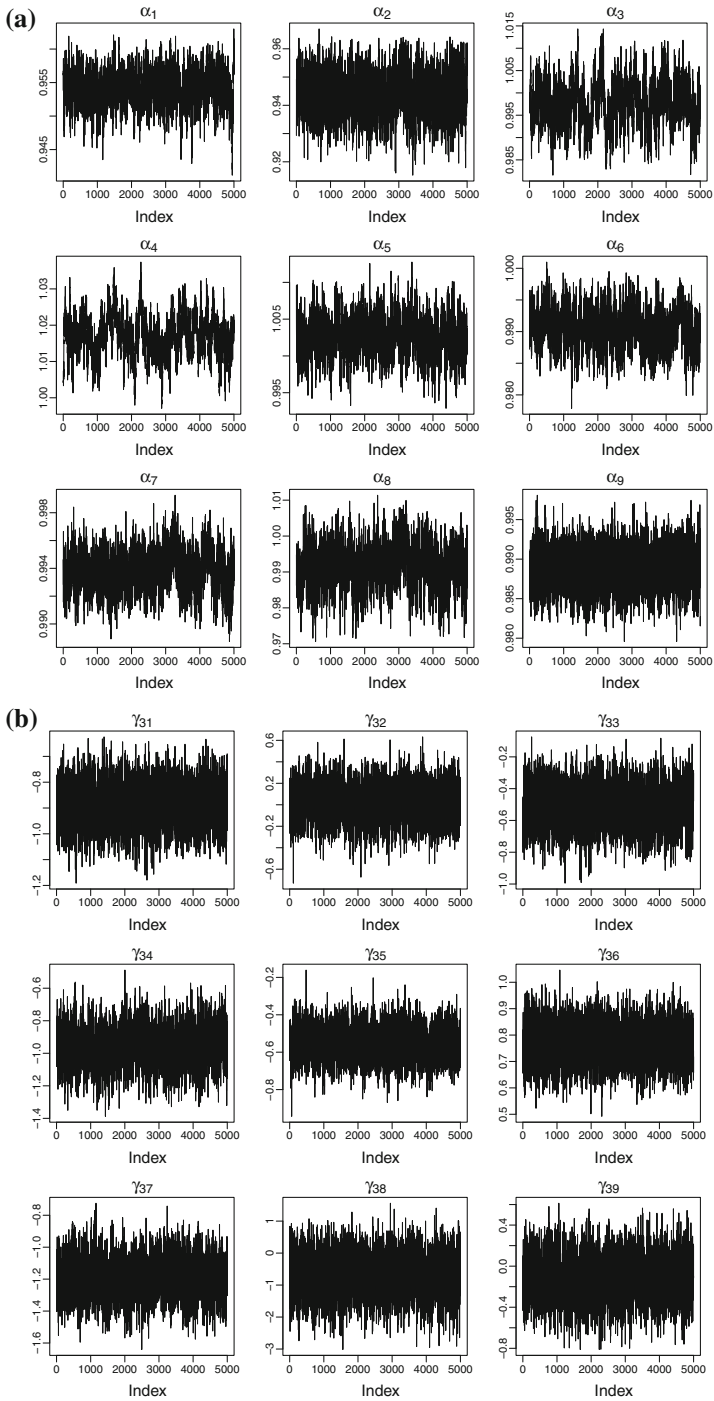 (a)
α1 α2 α3
0.945 0.955
0.92 0.94 0.96
0.985 0.995 1.005 1.015
0 1000 2000 3000 4000 5000 0 1000 2000 3000 4000 5000 0 1000 2000 3000 4000 5000
Index Index Index
α4 α5 α6
1.00 1.01 1.02 1.03
0.995 1.005
0.980 0.990 1.000
0 1000 2000 3000 4000 5000 0 1000 2000 3000 4000 5000 0 1000 2000 3000 4000 5000
Index Index Index
α7 α8 α9
0.990 0.994 0.998
0.97 0.98 0.99 1.00 1.01
0.980 0.985 0.990 0.995
0 1000 2000 3000 4000 5000 0 1000 2000 3000 4000 5000 0 1000 2000 3000 4000 5000
Index Index Index
(b)
γ31 γ32 γ33
−1.2 −1.0 −0.8
−0.6 −0.2 0.2 0.6
−1.0 −0.8 −0.6 −0.4 −0.2
0 1000 2000 3000 4000 5000 0 1000 2000 3000 4000 5000 0 1000 2000 3000 4000 5000
Index Index Index
γ34 γ35 γ36
−1.4 −1.2 −1.0 −0.8 −0.6
−0.8 −0.6 −0.4 −0.2
0.5 0.6 0.7 0.8 0.9 1.0
0 1000 2000 3000 4000 5000 0 1000 2000 3000 4000 5000 0 1000 2000 3000 4000 5000
Index Index Index
γ37 γ38 γ39
−1.6 −1.4 −1.2 −1.0 −0.8
−3 −2 −1 0 1
−0.8 −0.4 0.0 0.4
0 1000 2000 3000 4000 5000 0 1000 2000 3000 4000 5000 0 1000 2000 3000 4000 5000
Index Index Index